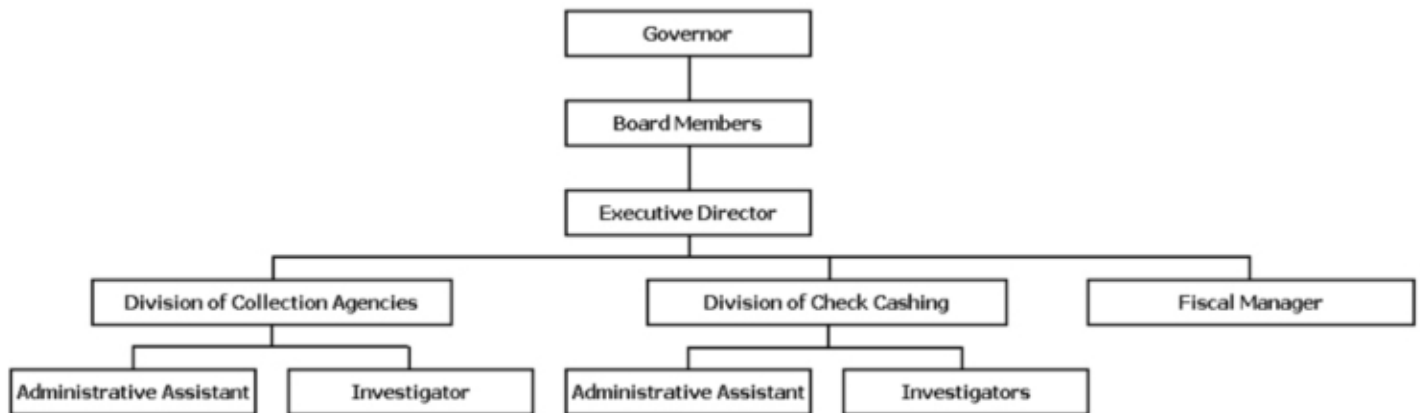 Governor
Board Members
Executive Director
Division of Collection Agencies
Division of Check Cashing
Fiscal Manager
Administrative Assistant
Investigator
Administrative Assistant
Investigators